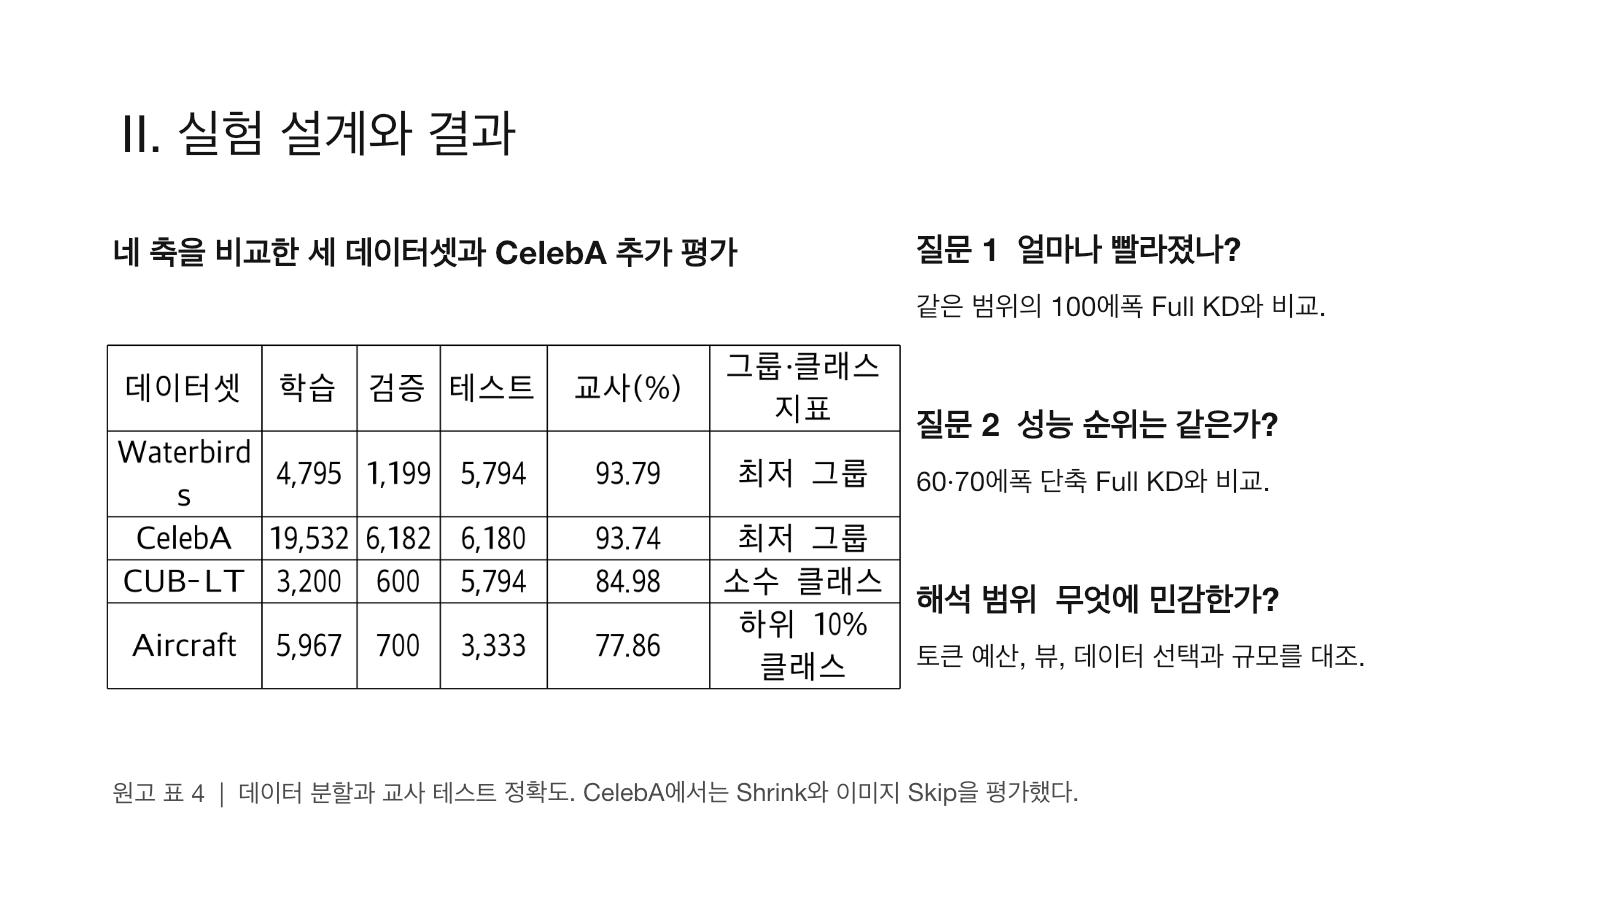 II. 실험 설계와 결과
네 축을 비교한 세 데이터셋과 CelebA 추가 평가
데이터셋 학습 검증 테스트 교사(%) 그룹·클래스
지표
Waterbird
s 4,795 1,199 5,794 93.79 최저 그룹
CelebA 19,532 6,182 6,180 93.74 최저 그룹
CUB-LT 3,200 600 5,794 84.98 소수 클래스
Aircraft 5,967 700 3,333 77.86 하위 10%
클래스
질문 1 얼마나 빨라졌나?
같은 범위의 100에폭 Full KD와 비교.
질문 2 성능 순위는 같은가?
60·70에폭 단축 Full KD와 비교.
해석 범위 무엇에 민감한가?
토큰 예산, 뷰, 데이터 선택과 규모를 대조.
원고 표 4 | 데이터 분할과 교사 테스트 정확도. CelebA에서는 Shrink와 이미지 Skip을 평가했다.